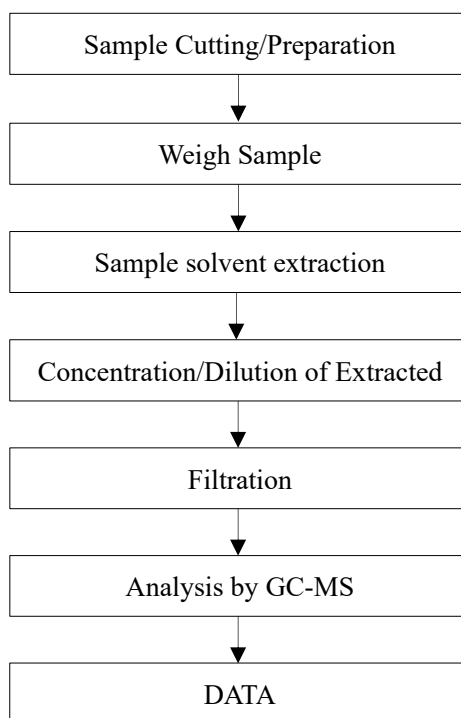 Sample Cutting/Preparation
Weigh Sample
Sample solvent extraction
Concentration/Dilution of Extracted
Filtration
Analysis by GC-MS
DATA